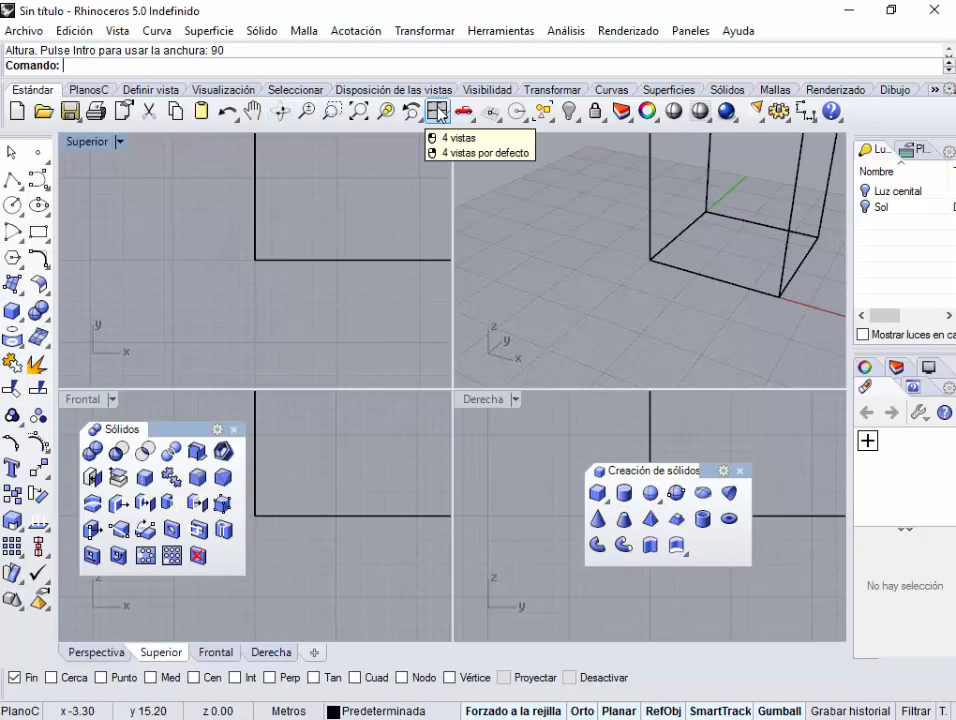 Sin título - Rhinoceros 5.0 Indefinido
Archivo Edición Vista Curva Superficie Sólido Malla Acotación Transformar Herramientas Análisis Renderizado Paneles Ayuda
Altura. Pulse Intro para usar la anchura: 90
Comando:
Estándar PlanosC Definir vista Visualización Seleccionar Disposición de las vistas Visibilidad Transformar Curvas Superficies Sólidos Mallas Renderizado Dibujo »
4 vistas
4 vistas por defecto
Superior
Lu... Pl...
Nombre
Luz cenital
Sol
Mostrar luces en ca
y
x
z
y
x
Frontal
Derecha
Sólidos
Creación de sólidos
No hay selección
z
x
z
y
Perspectiva Superior Frontal Derecha
Fin Cerca Punto Med Cen Int Perp Tan Cuad Nodo Vértice Proyectar Desactivar
PlanoC x -3.30 y 15.20 z 0.00 Metros Predeterminada Forzado a la rejilla Orto Planar RefObj SmartTrack Gumball Grabar historial Filtrar T.